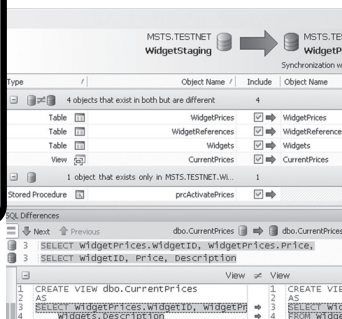 MSTS.TESTNET
WidgetStaging
MSTS.TES
WidgetP
Synchronization w
Type / Object Name / Include Object Name
4 objects that exist in both but are different 4
Table WidgetPrices WidgetPrices
Table WidgetReferences WidgetReference
Table Widgets Widgets
View CurrentPrices CurrentPrices
1 object that exists only in MSTS.TESTNET.Wi... 1
Stored Procedure prcActivatePrices
SQL Differences
Next Previous dbo.CurrentPrices dbo.CurrentPrices
3 SELECT WidgetPrices.WidgetID, WidgetPrices.Price,
3 SELECT WidgetID, Price, Description
View ≠ View
1 CREATE VIEW dbo.CurrentPrices 1 CREATE VIE
2 AS 2 AS
3 SELECT WidgetPrices.WidgetID, WidgetPr 3 SELECT Wid
4 Widgets.Description 4 FROM Widge